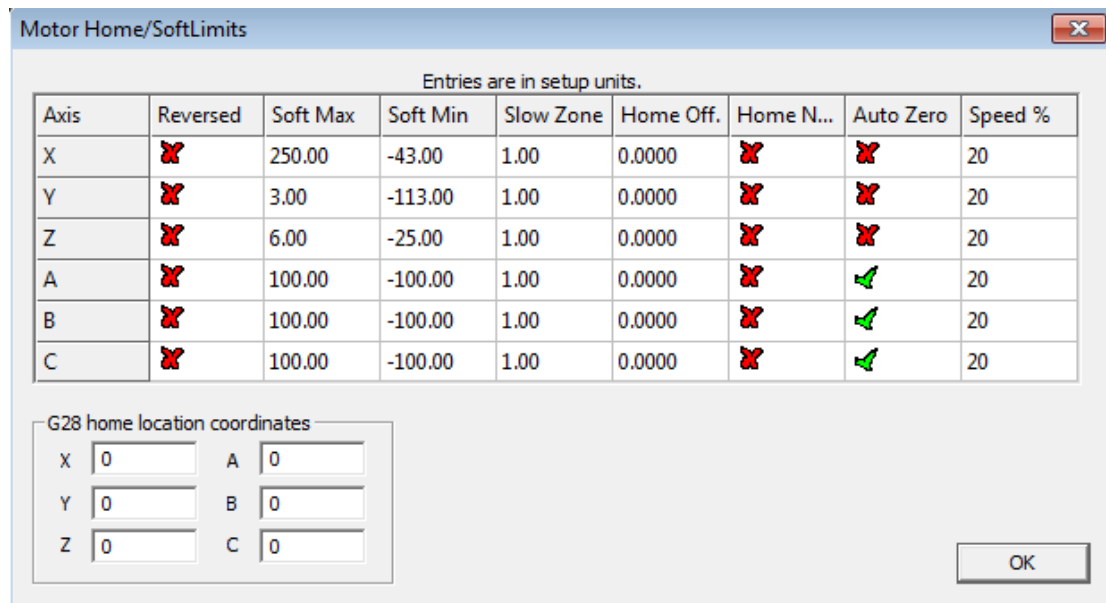 Motor Home/SoftLimits
Entries are in setup units.
Axis Reversed Soft Max Soft Min Slow Zone Home Off. Home N... Auto Zero Speed %
X 250.00 -43.00 1.00 0.0000 20
Y 3.00 -113.00 1.00 0.0000 20
Z 6.00 -25.00 1.00 0.0000 20
A 100.00 -100.00 1.00 0.0000 20
B 100.00 -100.00 1.00 0.0000 20
C 100.00 -100.00 1.00 0.0000 20
G28 home location coordinates
X 0 A 0
Y 0 B 0
Z 0 C 0
OK